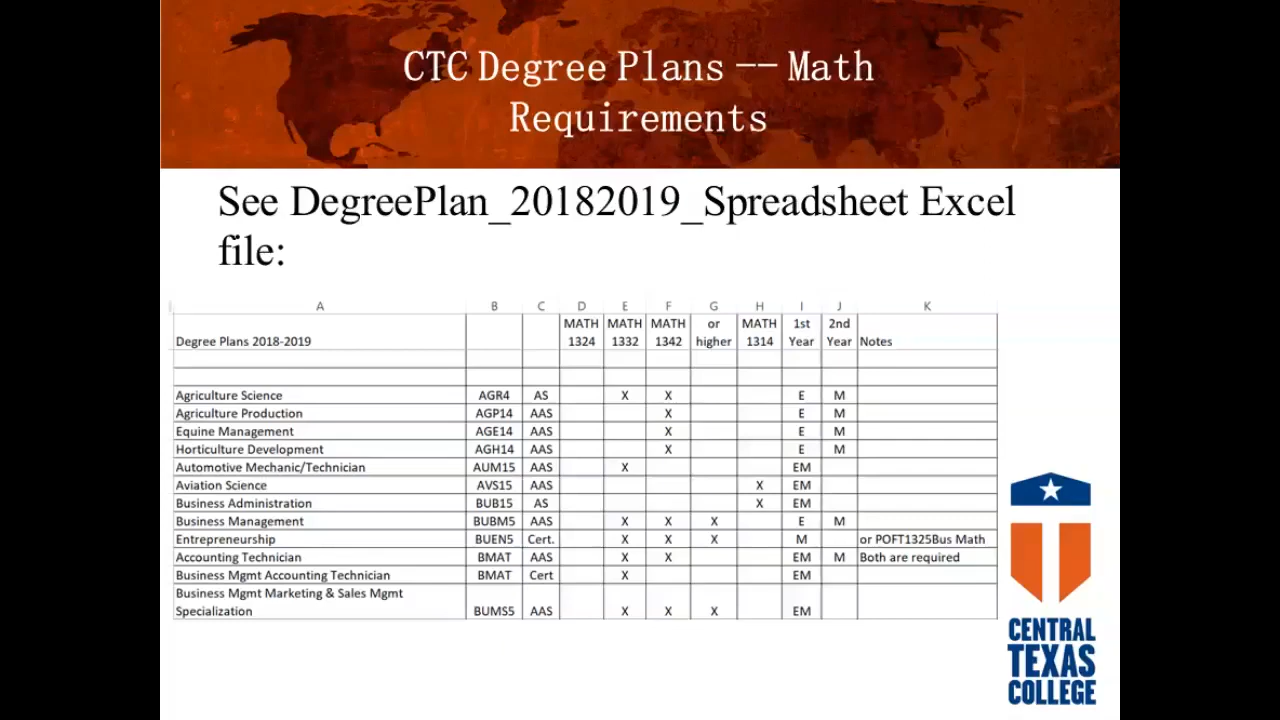 CTC Degree Plans -- Math
Requirements
See DegreePlan_20182019_Spreadsheet Excel
file:
A B C D E F G H I J K
MATH MATH MATH or MATH 1st 2nd
Degree Plans 2018-2019 1324 1332 1342 higher 1314 Year Year Notes
Agriculture Science AGR4 AS X X E M
Agriculture Production AGP14 AAS X E M
Equine Management AGE14 AAS X E M
Horticulture Development AGH14 AAS X E M
Automotive Mechanic/Technician AUM15 AAS X EM
Aviation Science AVS15 AAS X EM
Business Administration BUB15 AS X EM
Business Management BUBM5 AAS X X X E M
Entrepreneurship BUEN5 Cert. X X X M or POFT1325Bus Math
Accounting Technician BMAT AAS X X EM M Both are required
Business Mgmt Accounting Technician BMAT Cert X EM
Business Mgmt Marketing & Sales Mgmt
Specialization BUMS5 AAS X X X EM
CENTRAL
TEXAS
COLLEGE